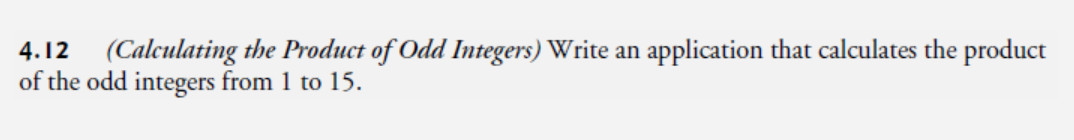 4.12 (Calculating the Product of Odd Integers) Write an application that calculates the product
of the odd integers from 1 to 15.